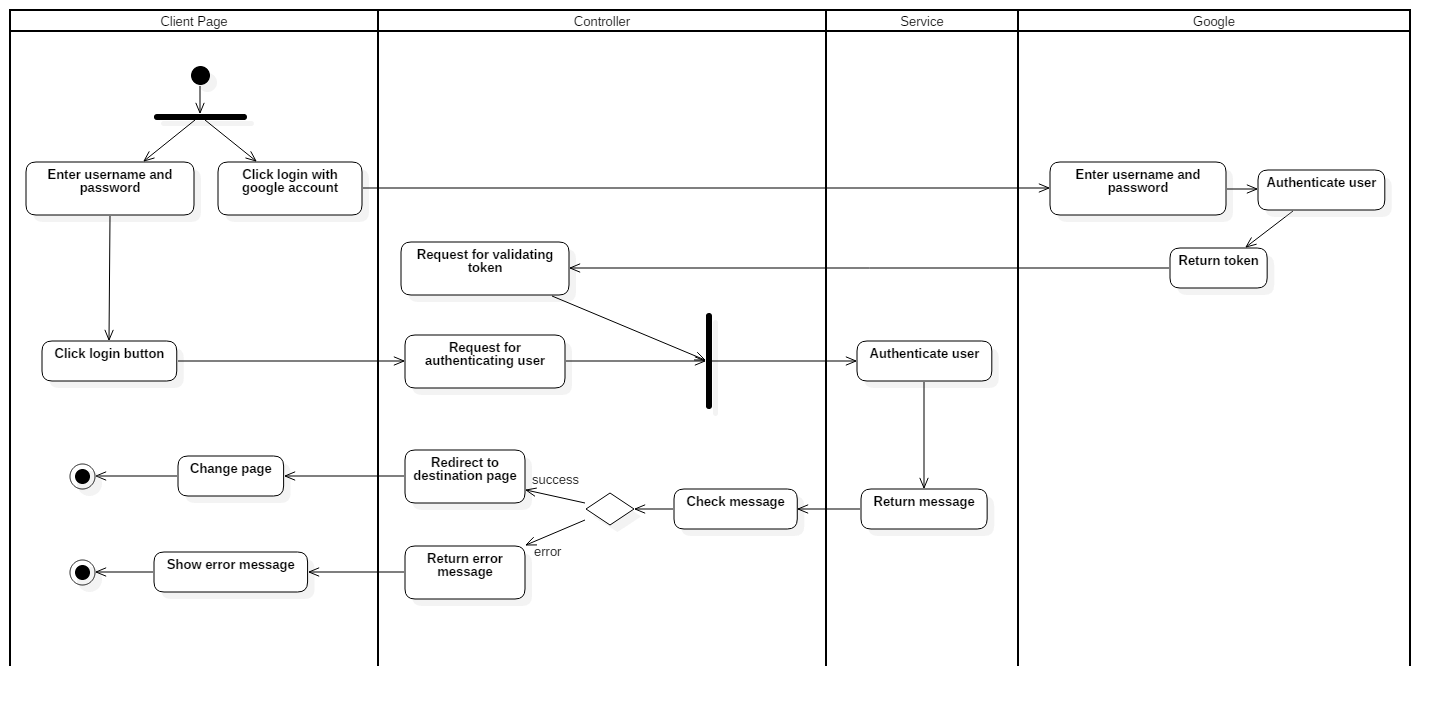 Client Page
Controller
Service
Google
Enter username and
password
Click login with
google account
Enter username and
password
Authenticate user
Request for validating
token
Return token
Click login button
Request for
authenticating user
Authenticate user
Change page
Redirect to
destination page
success
Check message
Return message
Show error message
Return error
message
error